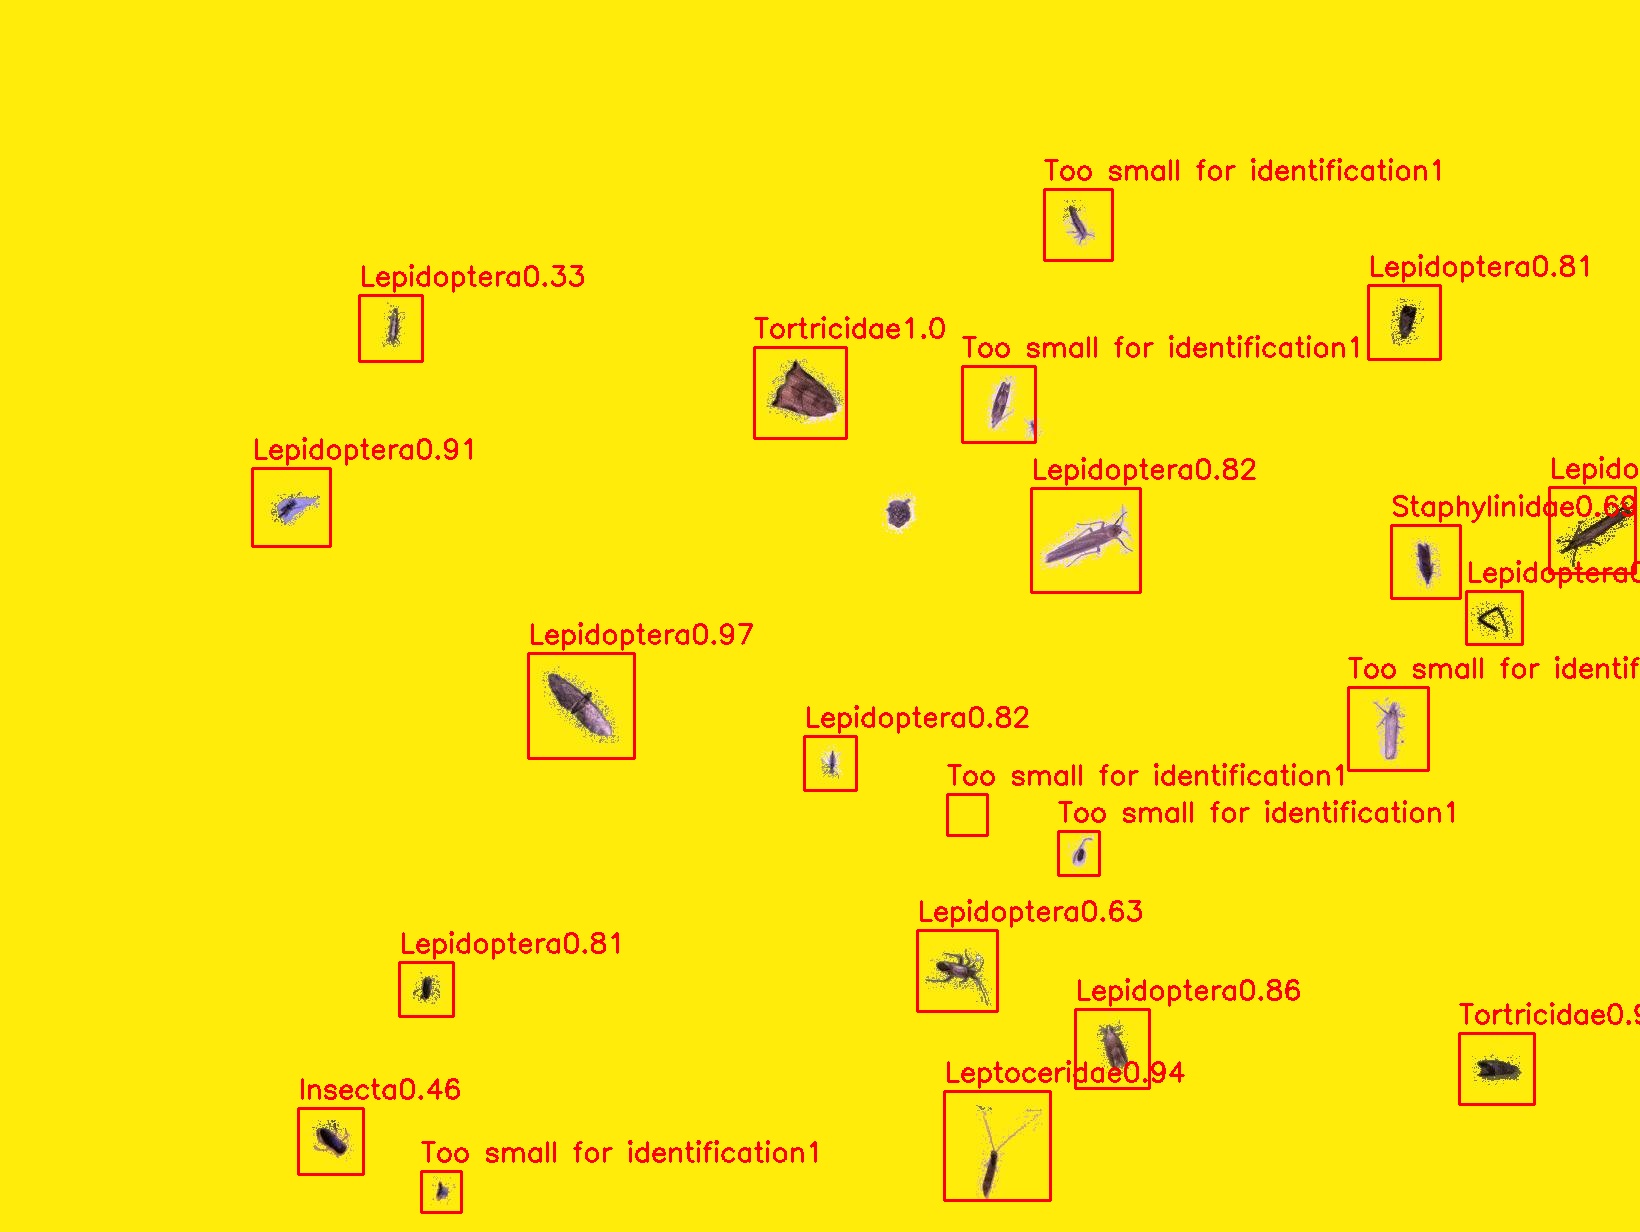 Too small for identification1
Lepidoptera0.81
Lepidoptera0.33
Tortricidae1.0
Too small for identification1
Lepidoptera0.91
Lepidoptera0.82
Lepido
Staphylinidae0.69
Lepidoptera0
Lepidoptera0.97
Too small for identif
Lepidoptera0.82
Too small for identification1
Too small for identification1
Lepidoptera0.63
Lepidoptera0.81
Lepidoptera0.86
Tortricidae0.9
Leptoceridae0.94
Insecta0.46
Too small for identification1